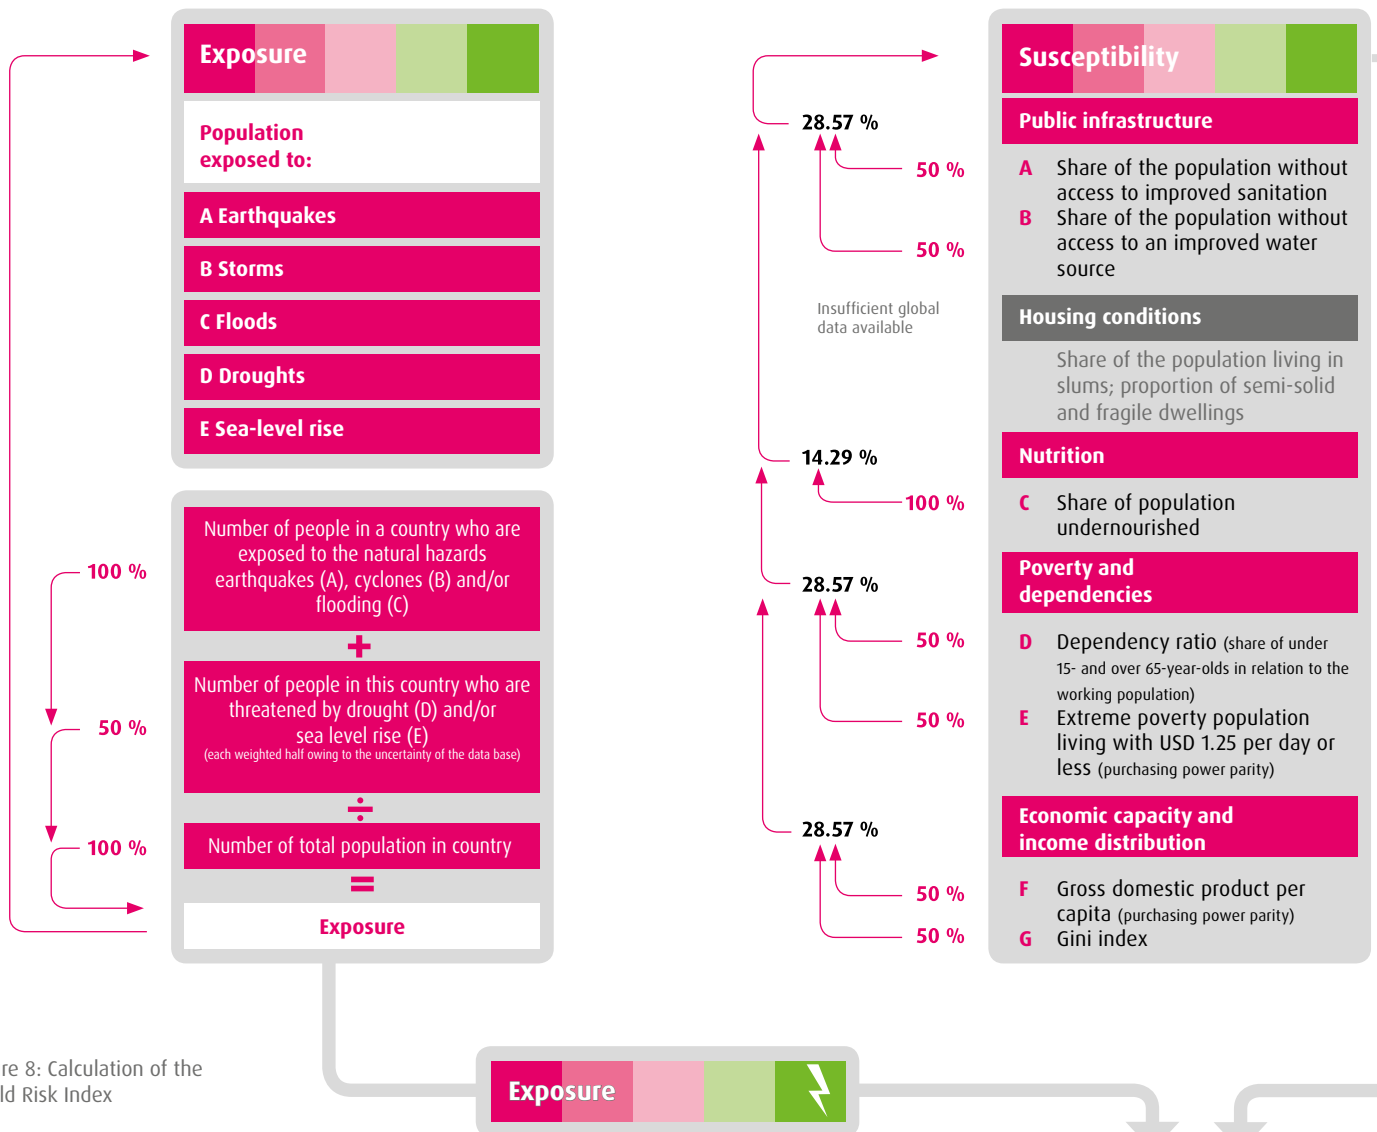 Exposure
Population
exposed to:
A Earthquakes
B Storms
C Floods
D Droughts
E Sea-level rise
100 %
50 %
100 %
Number of people in a country who are
exposed to the natural hazards
earthquakes (A), cyclones (B) and/or
flooding (C)
+
Number of people in this country who are
threatened by drought (D) and/or
sea level rise (E)
(each weighted half owing to the uncertainty of the data base)
÷
Number of total population in country
=
Exposure
28.57 %
50 %
50 %
Insufficient global
data available
14.29 %
100 %
28.57 %
50 %
50 %
28.57 %
50 %
50 %
Susceptibility
Public infrastructure
A Share of the population without
access to improved sanitation
B Share of the population without
access to an improved water
source
Housing conditions
Share of the population living in
slums; proportion of semi-solid
and fragile dwellings
Nutrition
C Share of population
undernourished
Poverty and
dependencies
D Dependency ratio (share of under
15- and over 65-year-olds in relation to the
working population)
E Extreme poverty population
living with USD 1.25 per day or
less (purchasing power parity)
Economic capacity and
income distribution
F Gross domestic product per
capita (purchasing power parity)
G Gini index
re 8: Calculation of the
ld Risk Index
Exposure